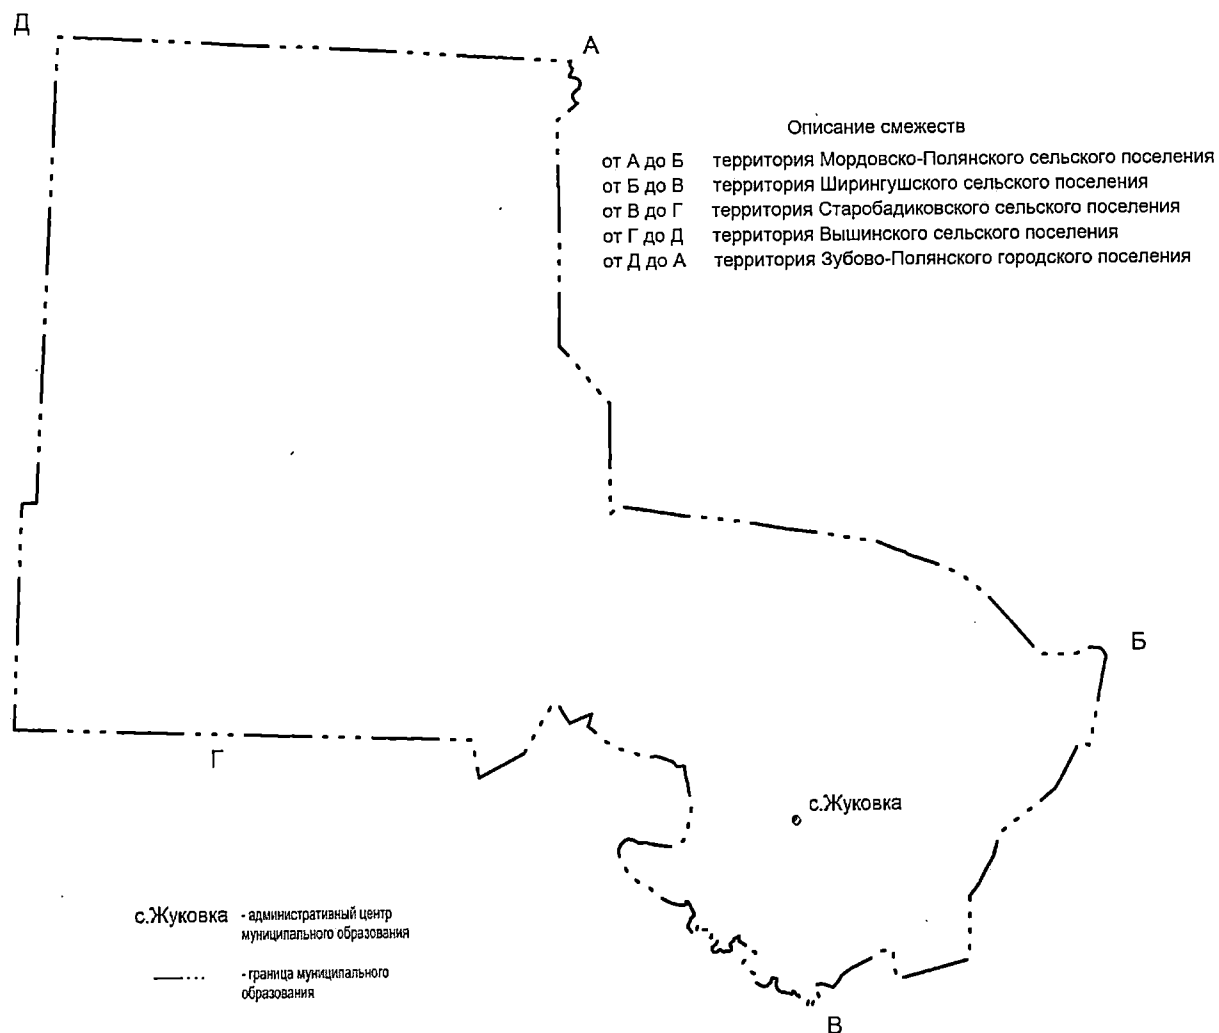 Д
А
Описание смежеств
от А до Б территория Мордовско-Полянского сельского поселения
от Б до В территория Ширингушского сельского поселения
от В до Г территория Старобадиковского сельского поселения
от Г до Д территория Вышинского сельского поселения
от Д до А территория Зубово-Полянского городского поселения
Б
Г
с.Жуковка
с.Жуковка - административный центр
муниципального образования
- граница муниципального
образования
В